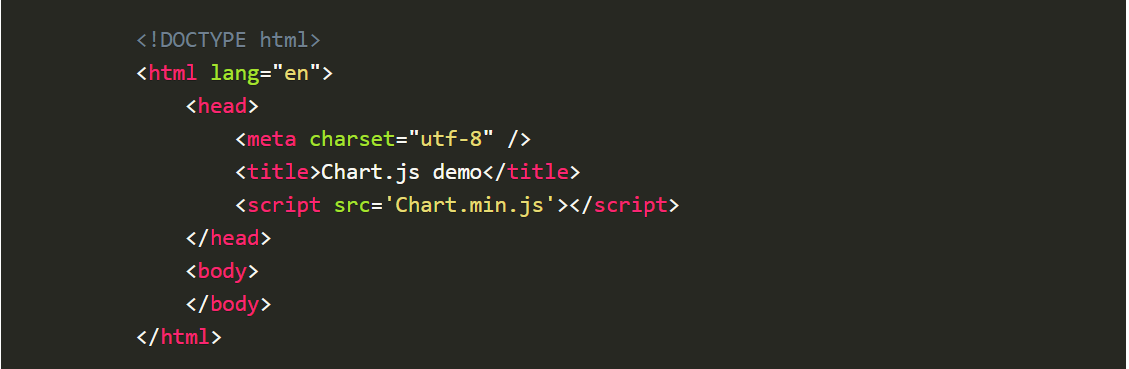 <!DOCTYPE html>
<html lang="en">
    <head>
        <meta charset="utf-8" />
        <title>Chart.js demo</title>
        <script src='Chart.min.js'></script>
    </head>
    <body>
    </body>
</html>